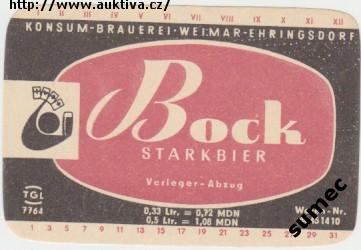 http://www.auktiva.cz/
II III IV V VI VII VIII IX X XI XII
KONSUM-BRAUEREI·WEIMAR-EHRINGSDORF
Bock
STARKBIER
Verleger-Abzug
TGL
7764
0,33 Ltr. = 0,72 MDN
0,5 Ltr. = 1,08 MDN
sumec
1 3 5 7 9 11 13 15 17 19 21 23 25 27 29 31